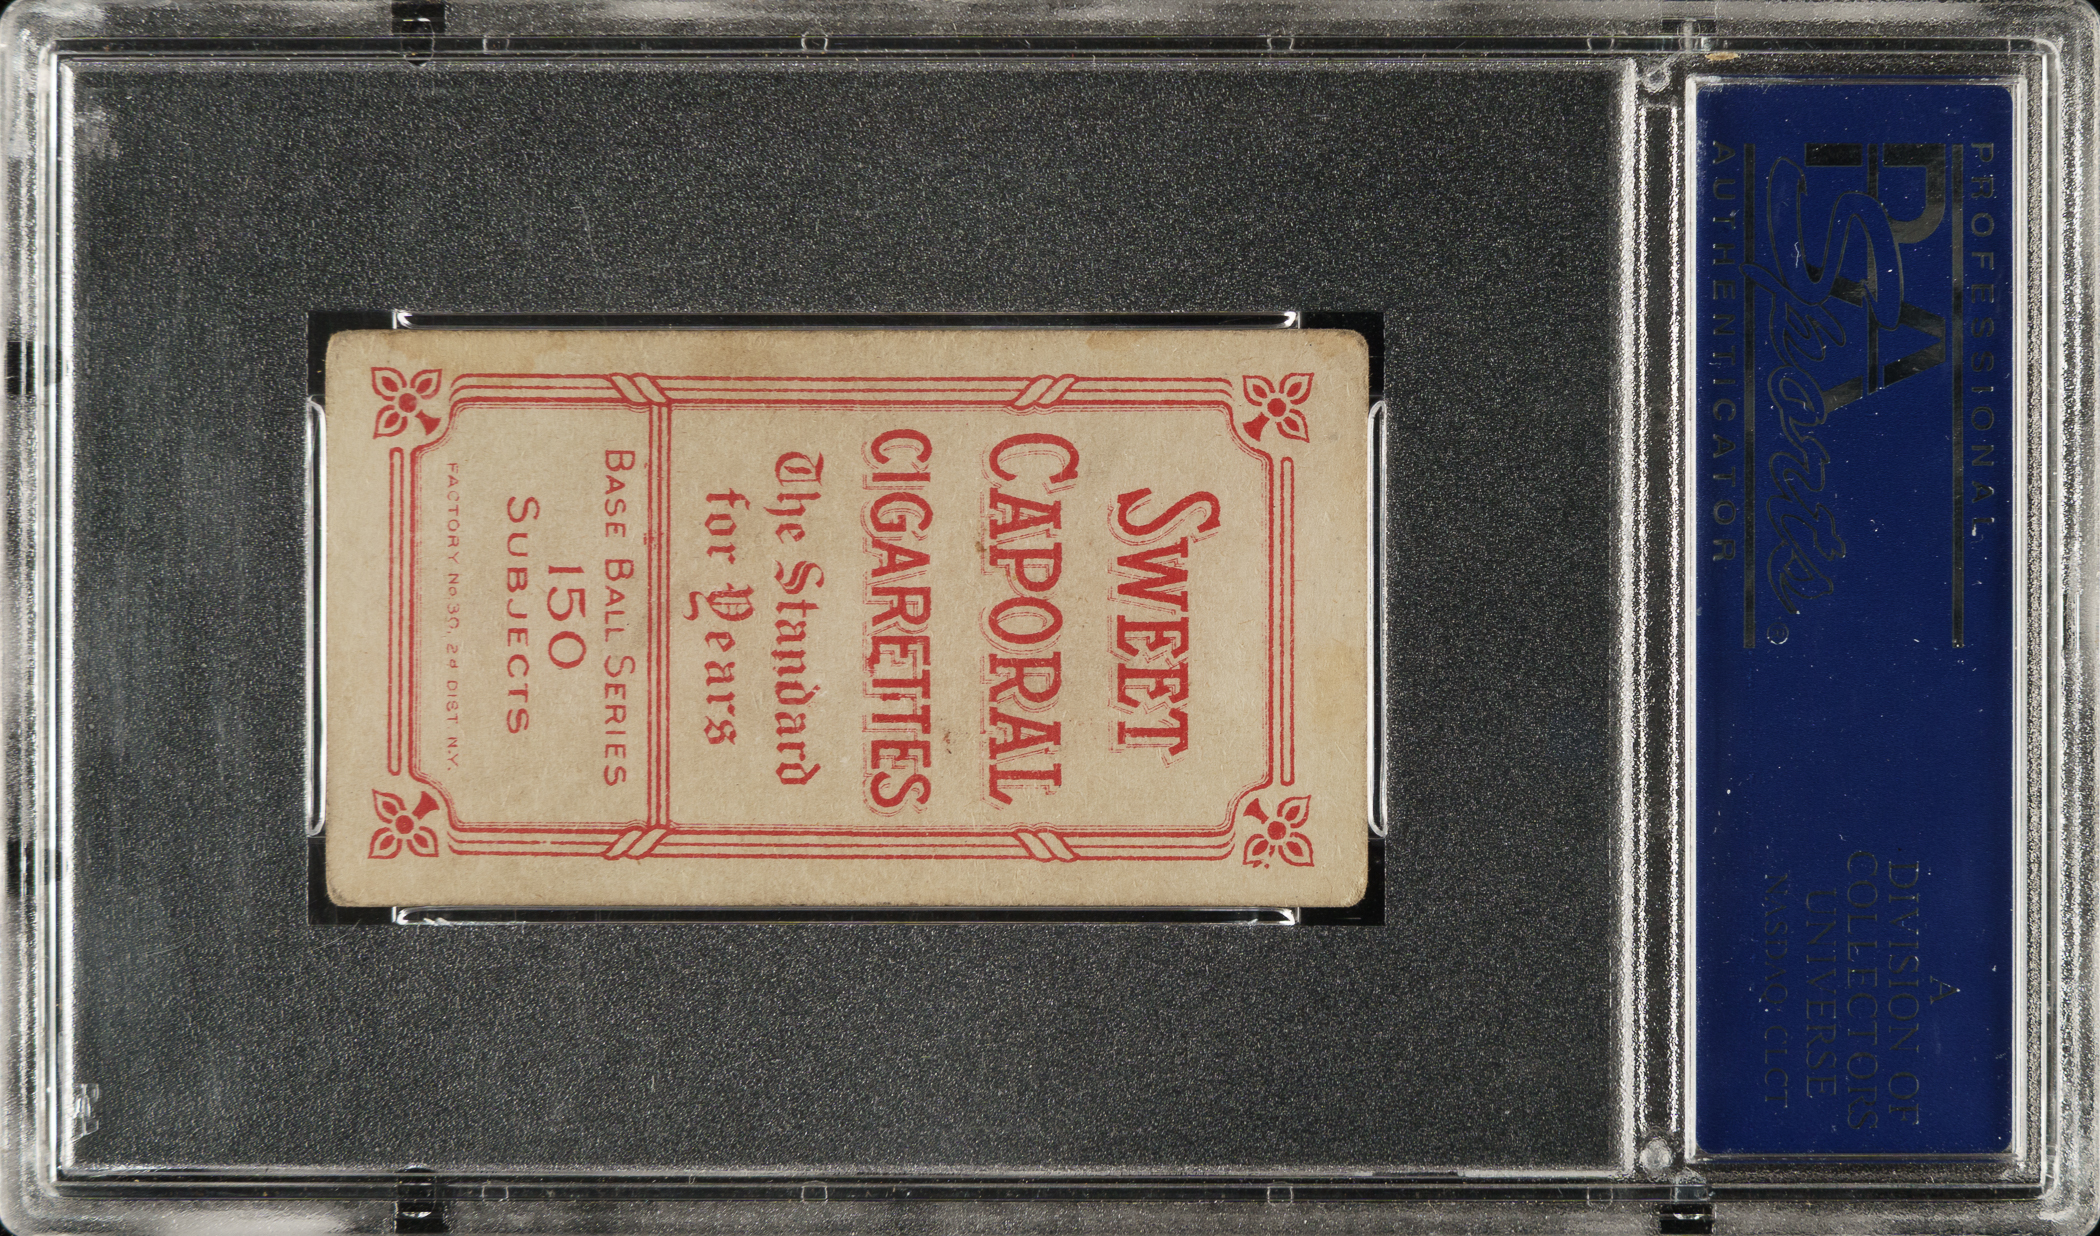 PROFESSIONAL
PSA
Sports
AUTHENTICATOR
A
DIVISION OF
COLLECTORS
UNIVERSE
NASDAQ: CLCT
SWEET
CAPORAL
CIGARETTES
The Standard
for Years
BASE BALL SERIES
150
SUBJECTS
FACTORY No. 30, 2d DIST. N.Y.